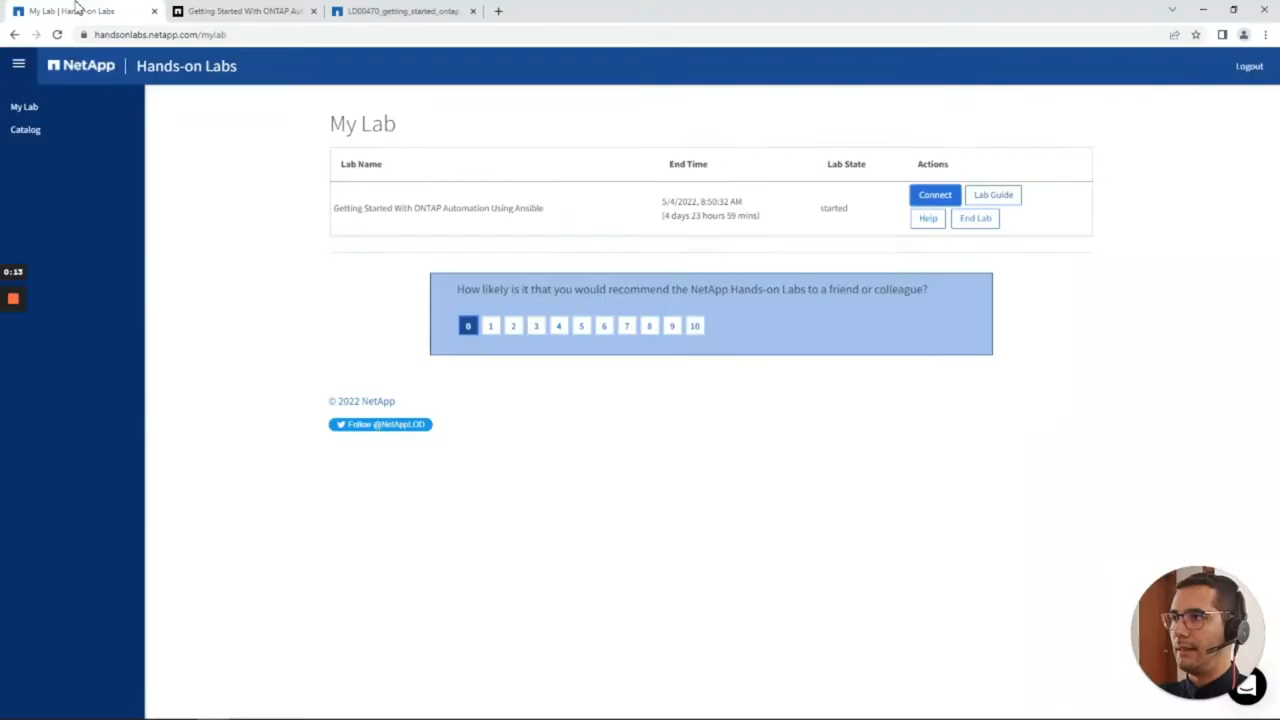 My Lab | Hands-on Labs
Getting Started With ONTAP Aut
LD00470_getting_started_ontap
handsonlabs.netapp.com/mylab
NetApp | Hands-on Labs
Logout
My Lab
Catalog
My Lab
Lab Name End Time Lab State Actions
Getting Started With ONTAP Automation Using Ansible
5/4/2022, 8:50:32 AM
(4 days 23 hours 59 mins)
started
Connect Lab Guide
Help End Lab
0:13
How likely is it that you would recommend the NetApp Hands-on Labs to a friend or colleague?
0 1 2 3 4 5 6 7 8 9 10
© 2022 NetApp
Follow @NetAppLOD